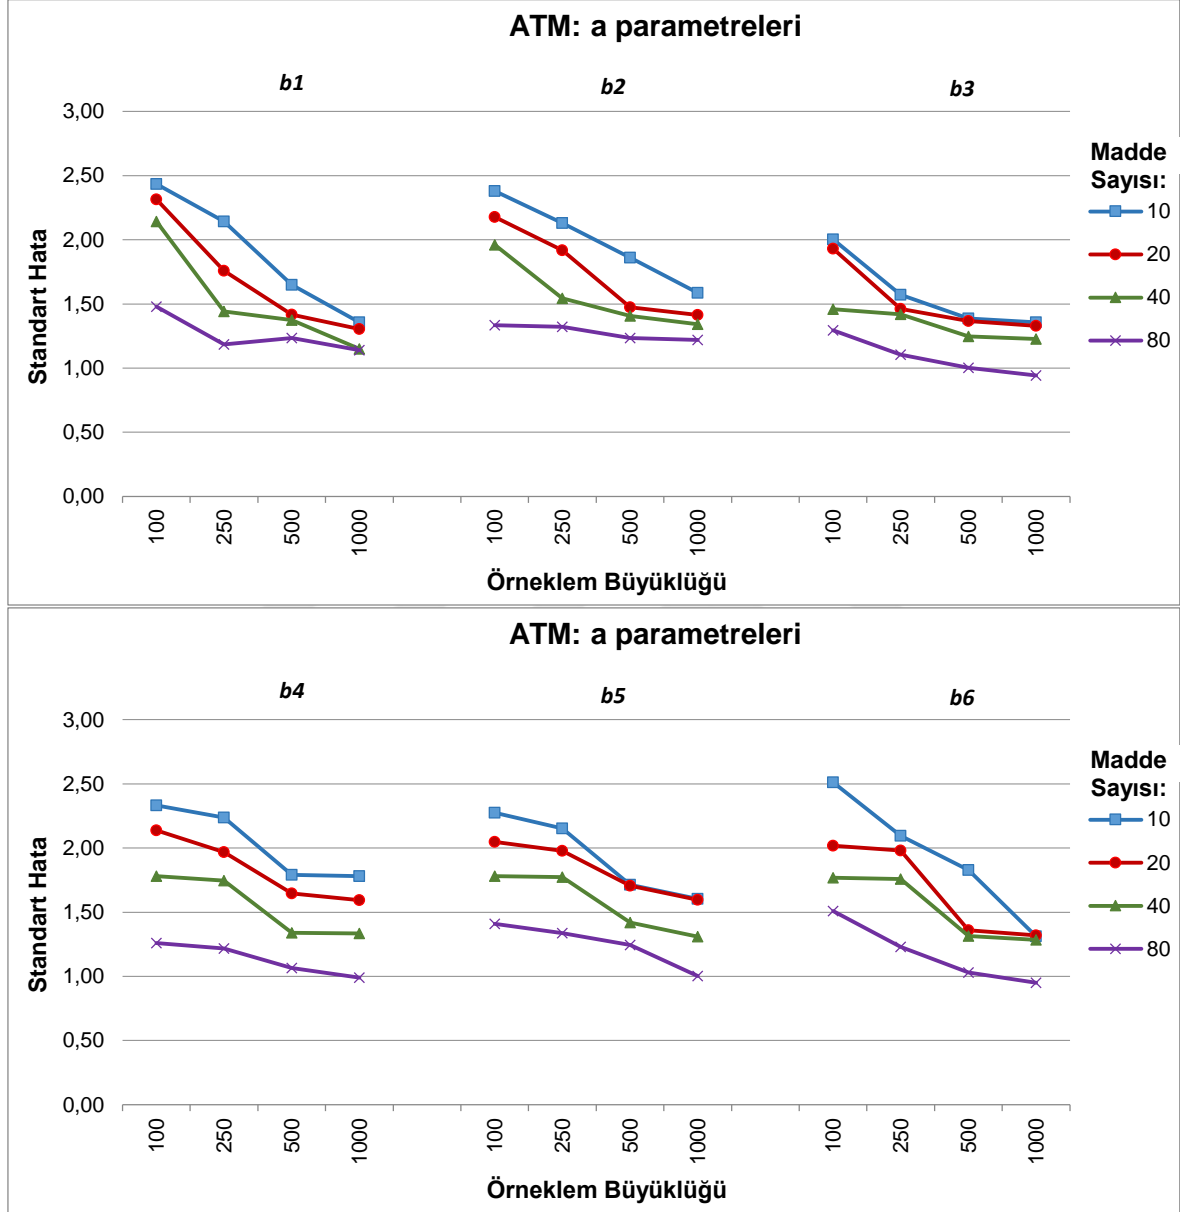 ATM: a parametreleri
b1 b2 b3
3,00
2,50
2,00
1,50
1,00
0,50
0,00
Standart Hata
100 250 500 1000 100 250 500 1000 100 250 500 1000
Örneklem Büyüklüğü
Madde
Sayısı:
10
20
40
80
ATM: a parametreleri
b4 b5 b6
3,00
2,50
2,00
1,50
1,00
0,50
0,00
Standart Hata
100 250 500 1000 100 250 500 1000 100 250 500 1000
Örneklem Büyüklüğü
Madde
Sayısı:
10
20
40
80